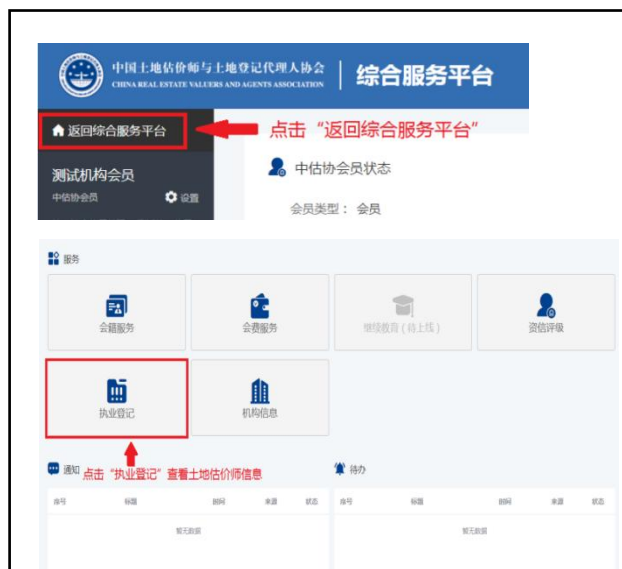 中国土地估价师与土地登记代理人协会
CHINA REAL ESTATE VALUERS AND AGENTS ASSOCIATION
综合服务平台
返回综合服务平台
点击“返回综合服务平台”
测试机构会员
中估协会员
设置
中估协会员状态
会员类型： 会员
服务
会籍服务
会费服务
继续教育（待上线）
资信评级
执业登记
机构信息
通知
点击“执业登记”查看土地估价师信息
待办
序号 标题 时间 来源 状态
序号 标题 时间 来源 状态
暂无数据
暂无数据